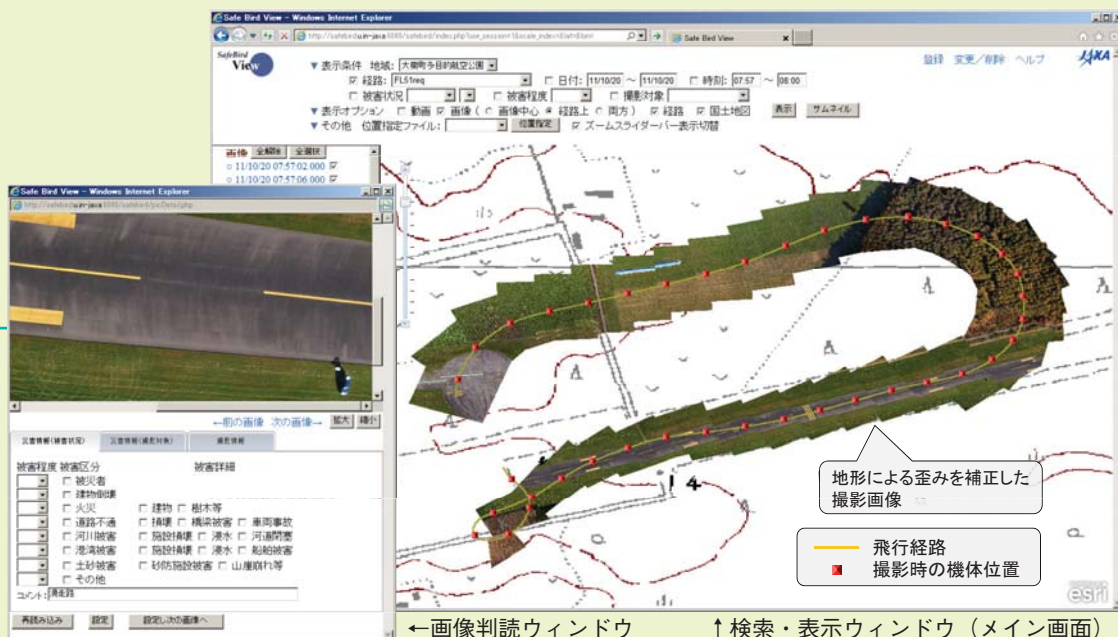 Safe Bird View - Windows Internet Explorer
Safe Bird View
SafeBird View
登録 変更/削除 ヘルプ
JAXA
▼表示条件 地域: 大樹町多目的航空公園
経路: FL51req 日付: 11/10/20 ～ 11/10/20 時刻: 07:57 ～ 08:00
被害状況 被害程度 撮影対象
▼表示オプション 動画 画像 ( 画像中心 経路上 両方) 経路 国土地図 表示 サムネイル
▼その他 位置指定ファイル: 位置指定 ズームスライダーバー表示切替
画像 全解除 全選択
11/10/20 07:57:02.000
11/10/20 07:57:06.000
Safe Bird View - Windows Internet Explorer
←前の画像 次の画像→ 拡大 縮小
災害情報(被害状況) 災害情報(撮影対象) 撮影情報
被害程度 被害区分 被害詳細
被災者
建物倒壊
火災 建物 樹木等
道路不通 損壊 橋梁被害 車両事故
河川被害 施設損壊 浸水 河道閉塞
港湾被害 施設損壊 浸水 船舶被害
土砂被害 砂防施設被害 山崖崩れ等
その他
コメント: 滑走路
再読み込み 設定 設定し次の画像へ
14
地形による歪みを補正した
撮影画像
飛行経路
撮影時の機体位置
esri
←画像判読ウィンドウ
↑検索・表示ウィンドウ（メイン画面）